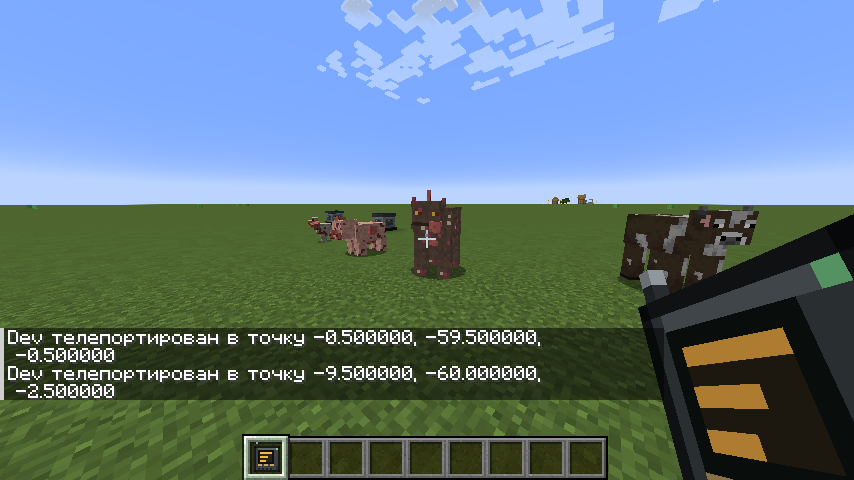 Dev телепортирован в точку -0.500000, -59.500000,
-0.500000
Dev телепортирован в точку -9.500000, -60.000000,
-2.500000